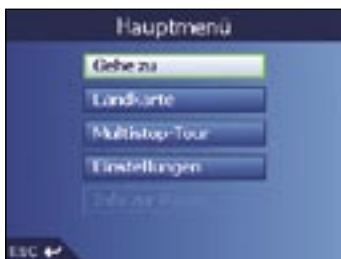 Hauptmenü
Gehe zu
Landkarte
Multistop-Tour
Einstellungen
ESC